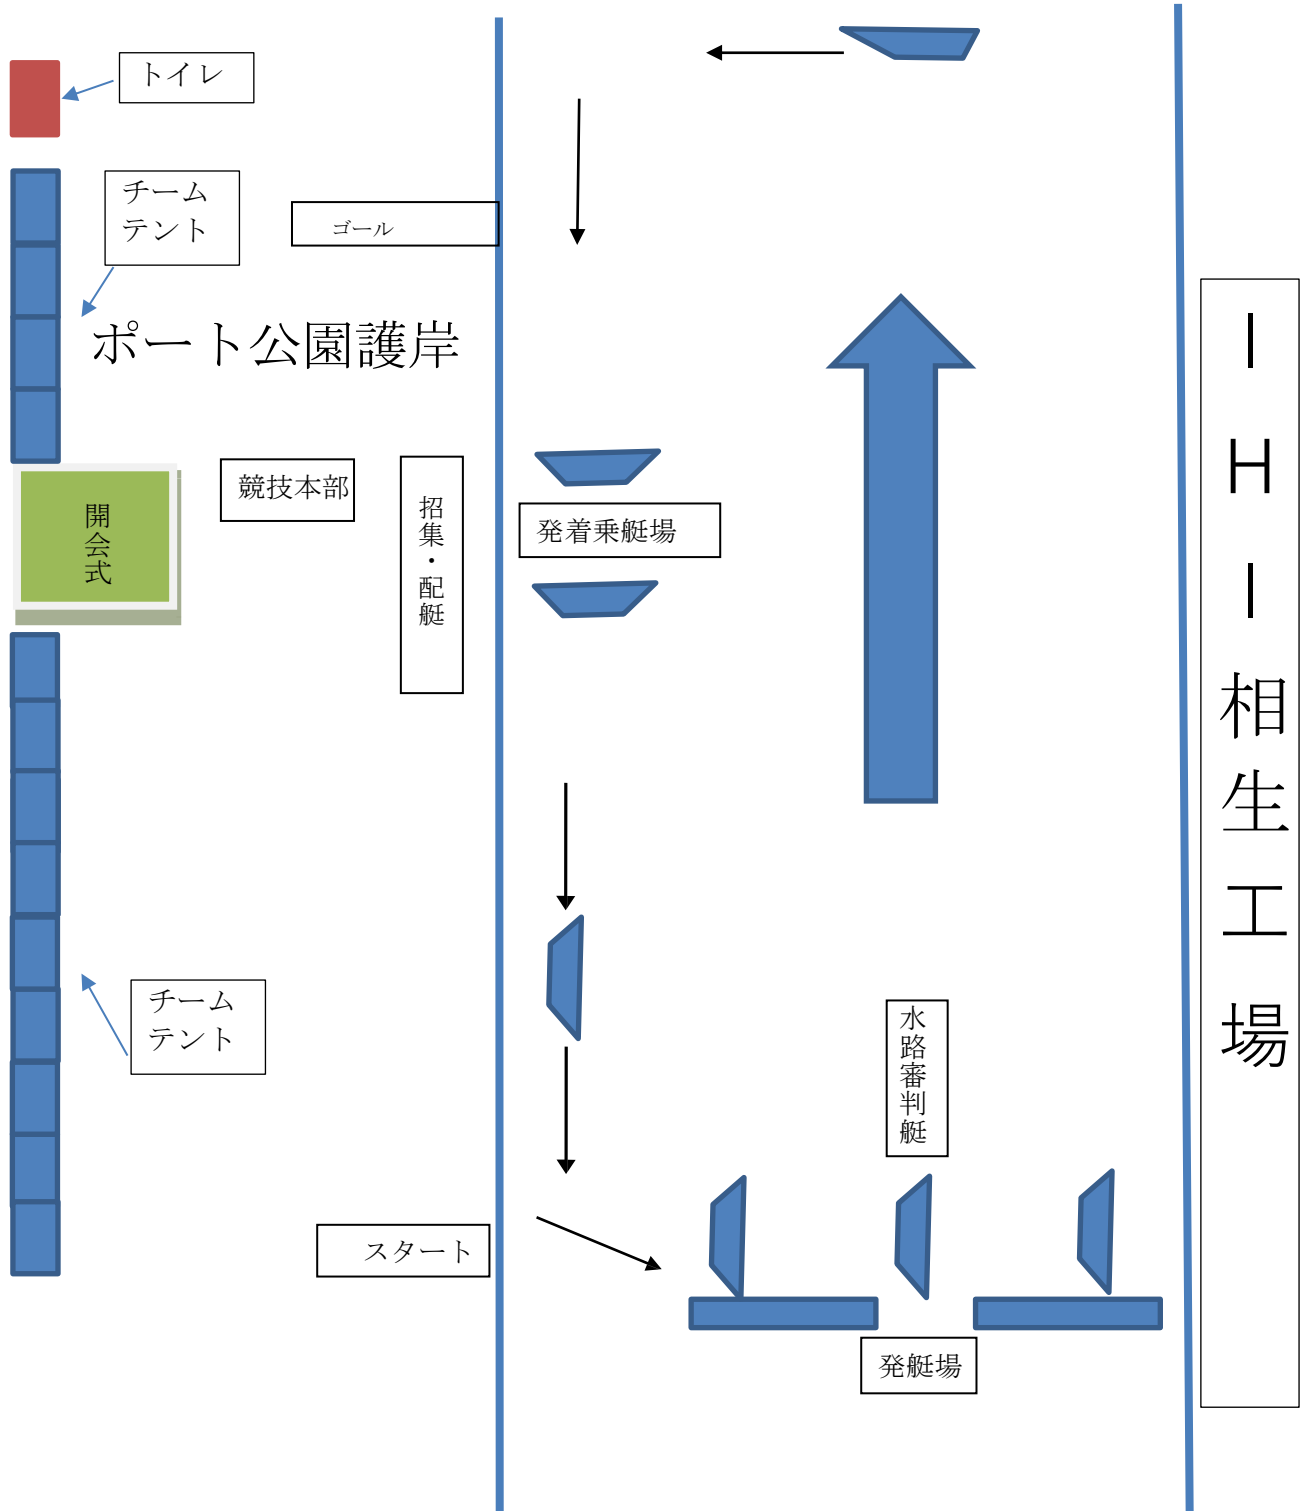 トイレ
チーム
テント
ゴール
ポート公園護岸
競技本部
招集・配艇
発着乗艇場
開会式
IHI相生工場
チーム
テント
水路審判艇
スタート
発艇場